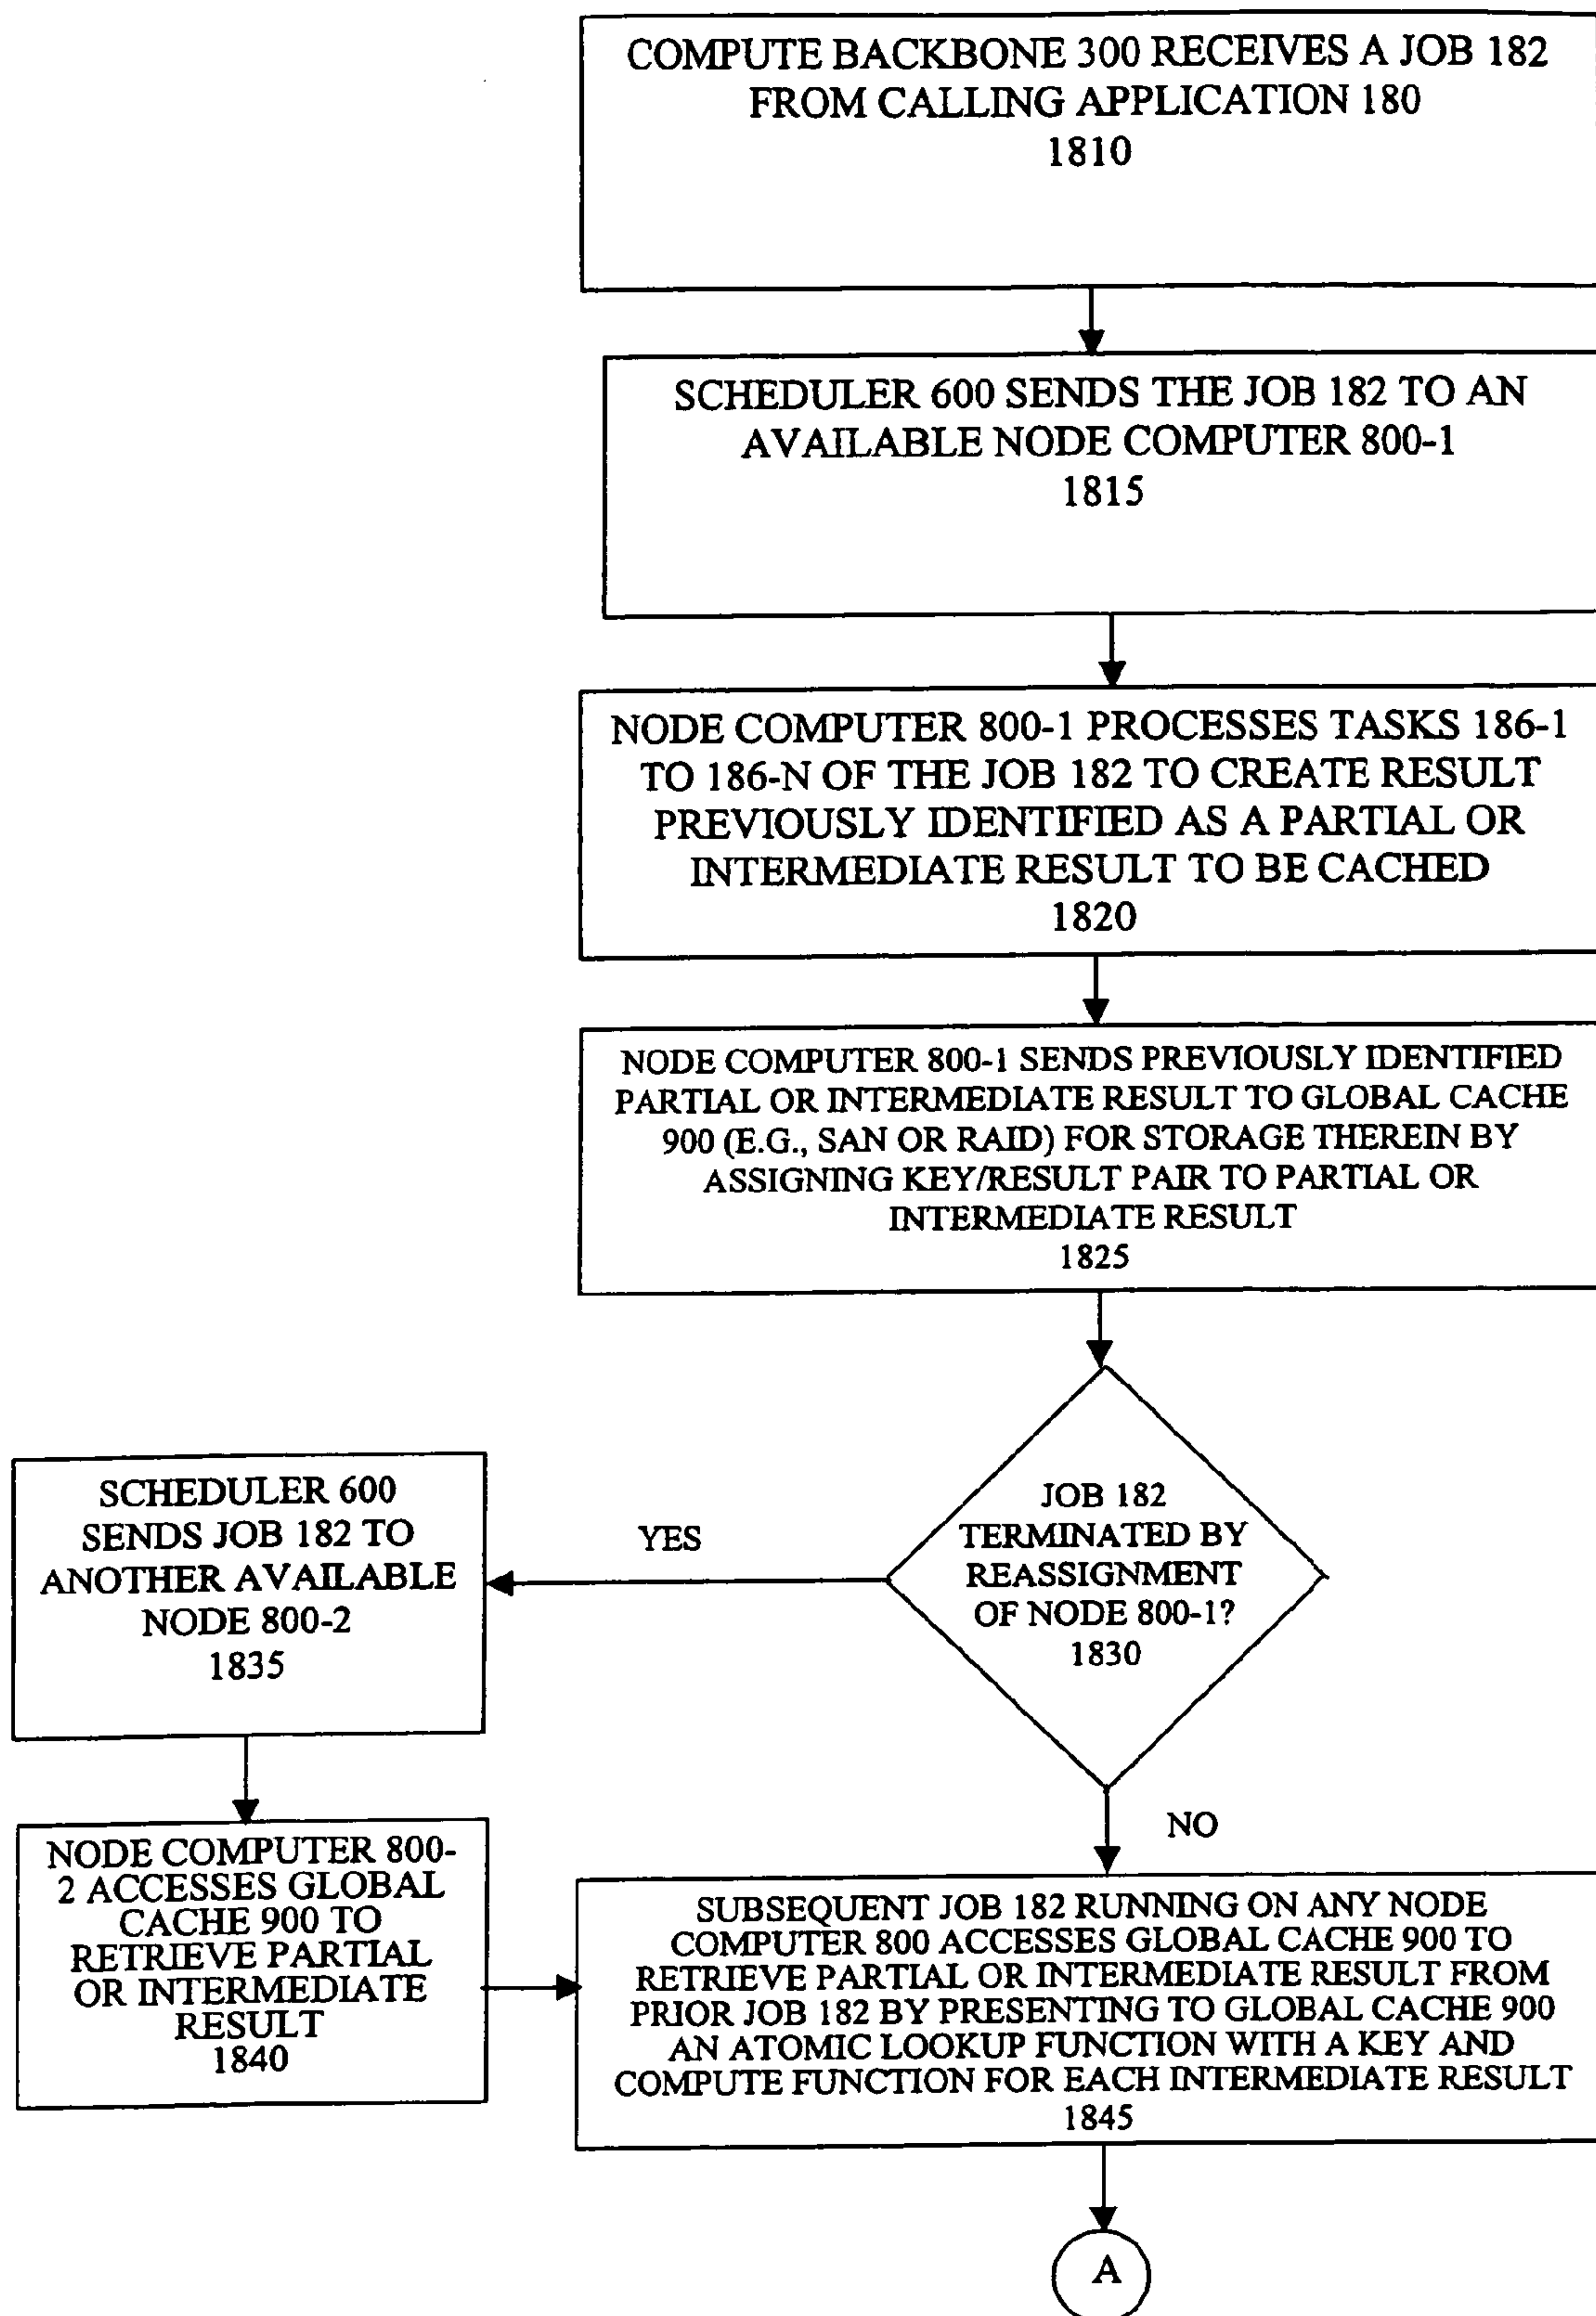 COMPUTE BACKBONE 300 RECEIVES A JOB 182
FROM CALLING APPLICATION 180
1810
SCHEDULER 600 SENDS THE JOB 182 TO AN
AVAILABLE NODE COMPUTER 800-1
1815
NODE COMPUTER 800-1 PROCESSES TASKS 186-1
TO 186-N OF THE JOB 182 TO CREATE RESULT
PREVIOUSLY IDENTIFIED AS A PARTIAL OR
INTERMEDIATE RESULT TO BE CACHED
1820
NODE COMPUTER 800-1 SENDS PREVIOUSLY IDENTIFIED
PARTIAL OR INTERMEDIATE RESULT TO GLOBAL CACHE
900 (E.G., SAN OR RAID) FOR STORAGE THEREIN BY
ASSIGNING KEY/RESULT PAIR TO PARTIAL OR
INTERMEDIATE RESULT
1825
JOB 182
TERMINATED BY
REASSIGNMENT
OF NODE 800-1?
1830
YES
SCHEDULER 600
SENDS JOB 182 TO
ANOTHER AVAILABLE
NODE 800-2
1835
NODE COMPUTER 800-
2 ACCESSES GLOBAL
CACHE 900 TO
RETRIEVE PARTIAL
OR INTERMEDIATE
RESULT
1840
NO
SUBSEQUENT JOB 182 RUNNING ON ANY NODE
COMPUTER 800 ACCESSES GLOBAL CACHE 900 TO
RETRIEVE PARTIAL OR INTERMEDIATE RESULT FROM
PRIOR JOB 182 BY PRESENTING TO GLOBAL CACHE 900
AN ATOMIC LOOKUP FUNCTION WITH A KEY AND
COMPUTE FUNCTION FOR EACH INTERMEDIATE RESULT
1845
A